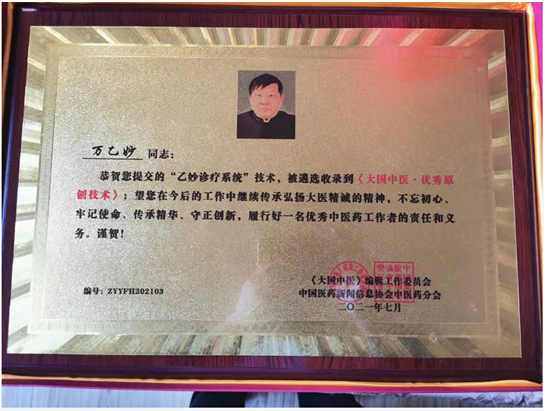 万乙妙 同志：
恭贺您提交的“乙妙诊疗系统”技术，被遴选收录到《大国中医·优秀原
创技术》；望您在今后的工作中继续传承弘扬大医精诚的精神，不忘初心、
牢记使命、传承精华、守正创新，履行好一名优秀中医药工作者的责任和义
务。谨贺！
《大国中医》编辑工作委员会
编号：ZYYFH202103
中国医药新闻信息协会中医药分会
二〇二一年七月